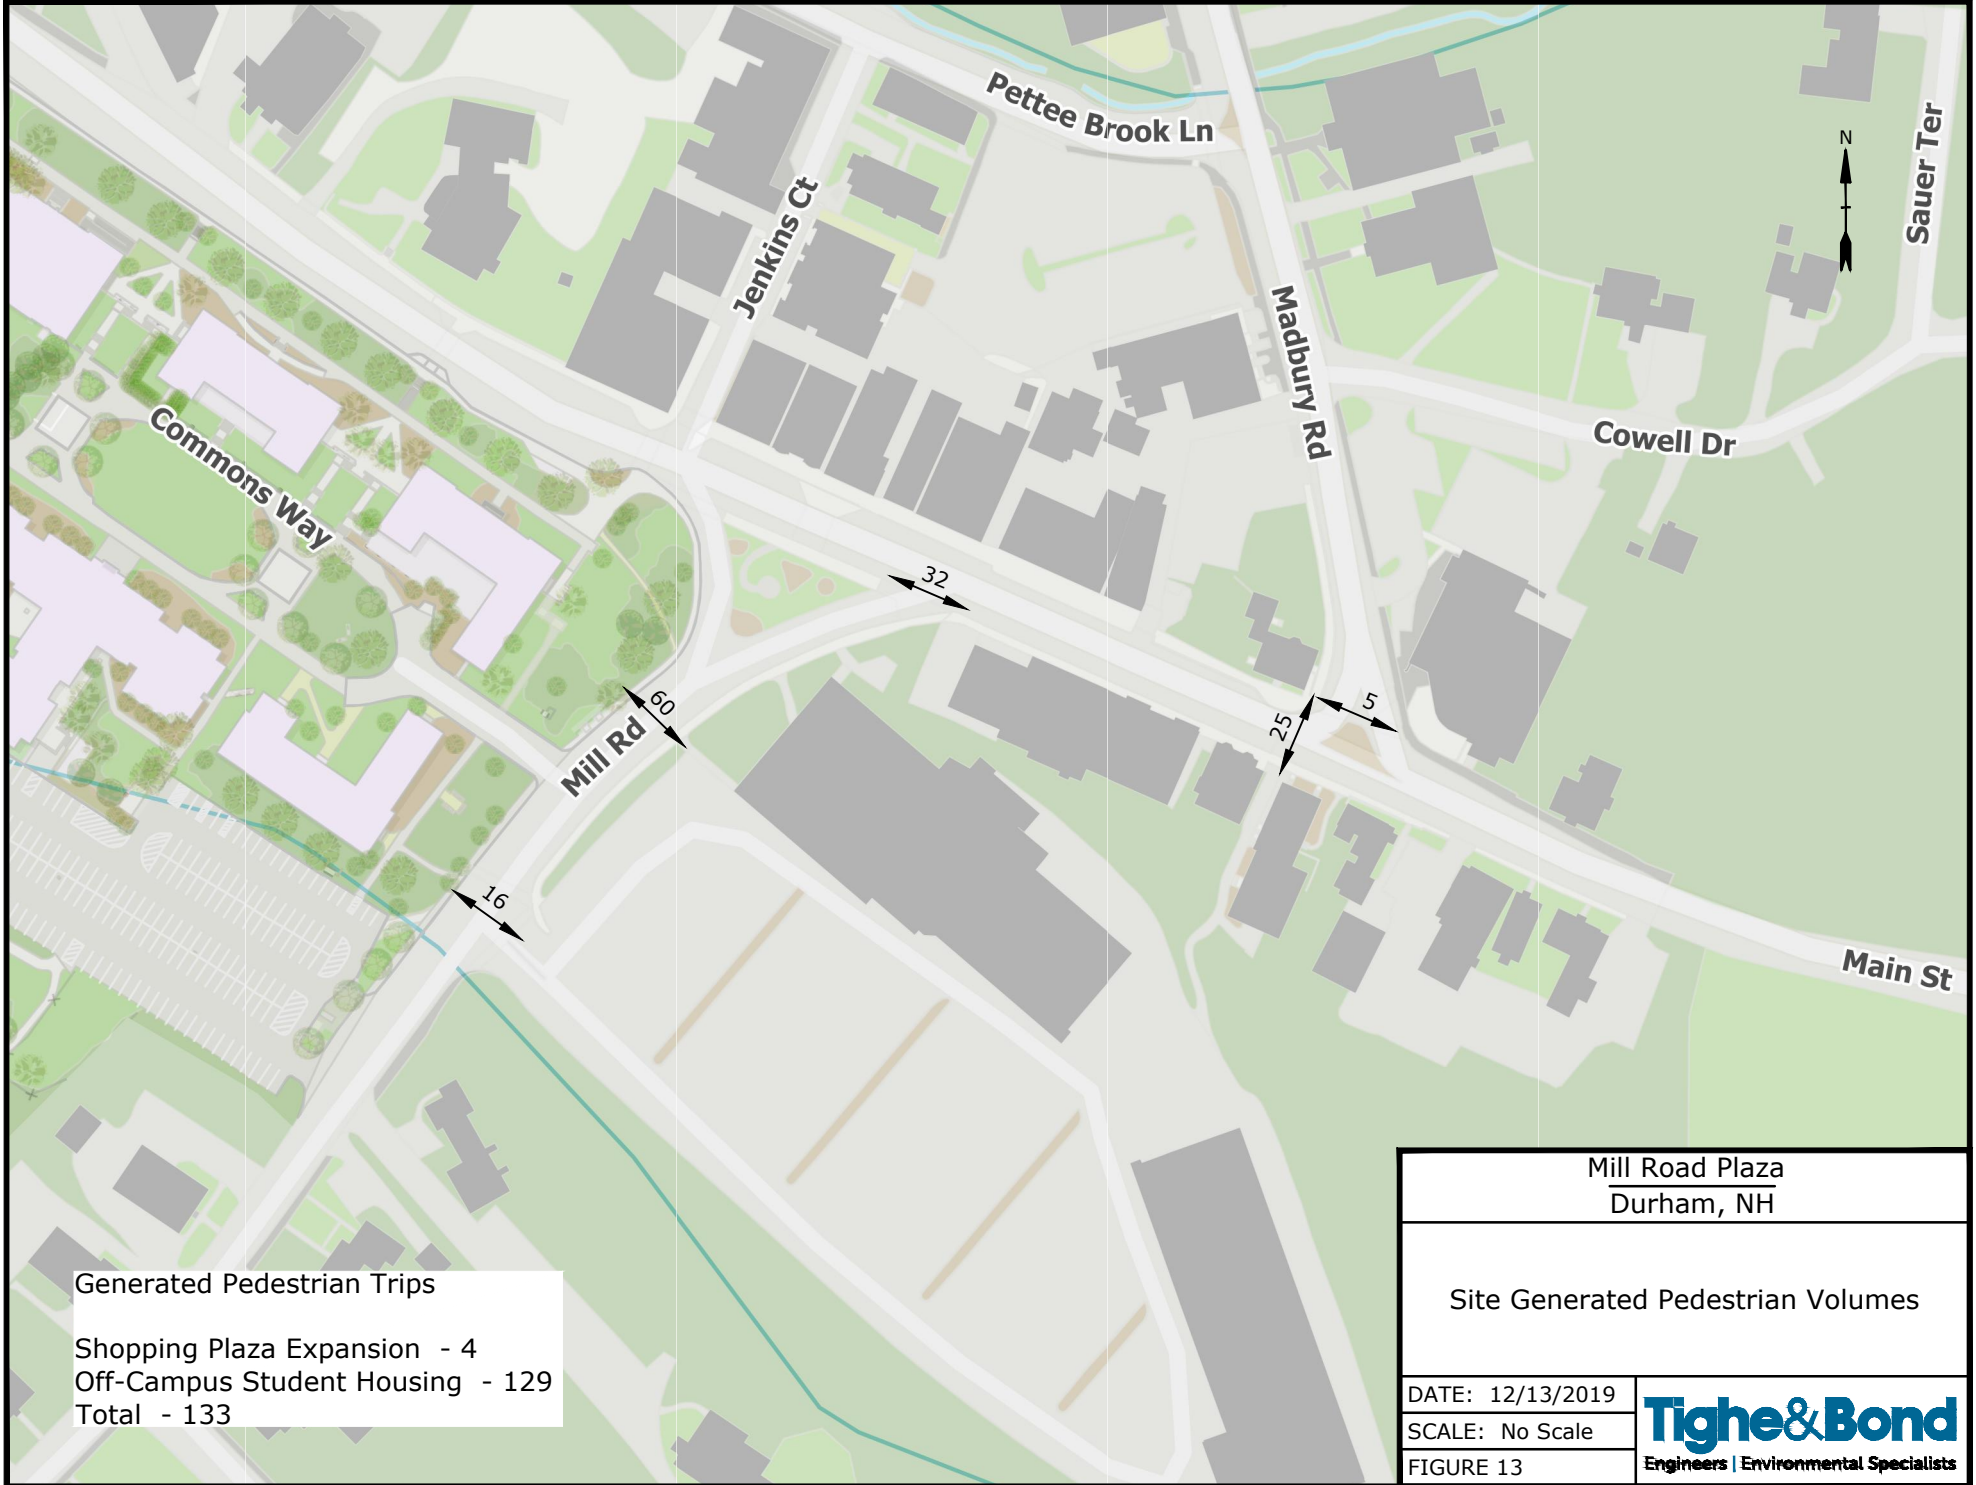 Pettee Brook Ln
N
Sauer Ter
Jenkins Ct
Madbury Rd
Commons Way
Cowell Dr
32
60
Mill Rd
5
25
16
Main St
Generated Pedestrian Trips
Shopping Plaza Expansion - 4
Off-Campus Student Housing - 129
Total - 133
Mill Road Plaza
Durham, NH
Site Generated Pedestrian Volumes
DATE: 12/13/2019
SCALE: No Scale
FIGURE 13
Tighe&Bond
Engineers | Environmental Specialists